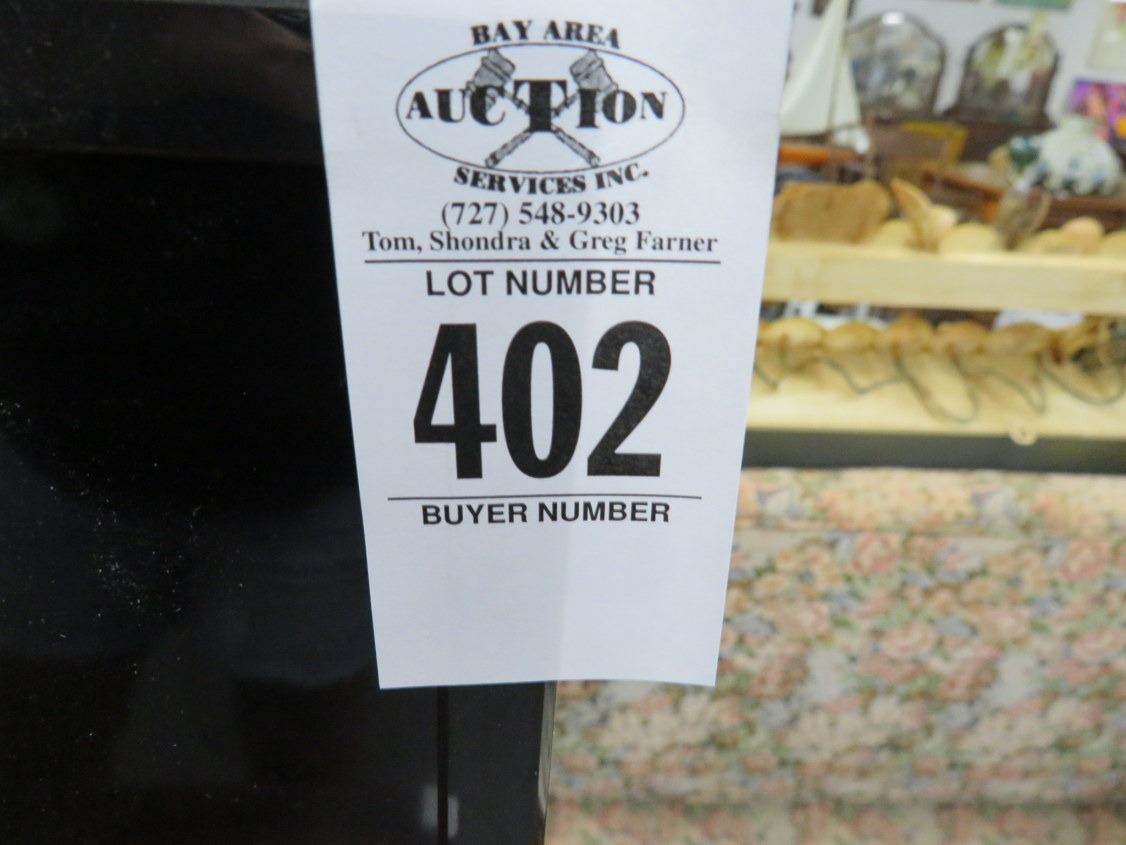 BAY AREA
AUCTION
SERVICES INC.
(727) 548-9303
Tom, Shondra & Greg Farner
LOT NUMBER
402
BUYER NUMBER